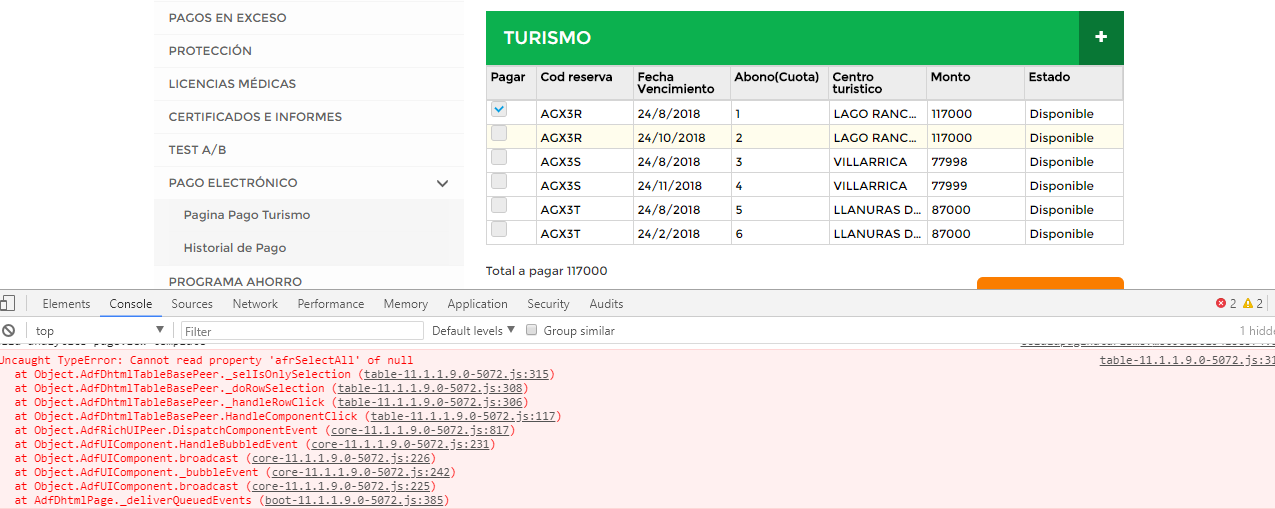 PAGOS EN EXCESO
PROTECCIÓN
LICENCIAS MÉDICAS
CERTIFICADOS E INFORMES
TEST A/B
PAGO ELECTRÓNICO
Pagina Pago Turismo
Historial de Pago
PROGRAMA AHORRO
TURISMO +
Pagar Cod reserva Fecha Vencimiento Abono(Cuota) Centro turistico Monto Estado
AGX3R 24/8/2018 1 LAGO RANC... 117000 Disponible
AGX3R 24/10/2018 2 LAGO RANC... 117000 Disponible
AGX3S 24/8/2018 3 VILLARRICA 77998 Disponible
AGX3S 24/11/2018 4 VILLARRICA 77999 Disponible
AGX3T 24/8/2018 5 LLANURAS D... 87000 Disponible
AGX3T 24/2/2018 6 LLANURAS D... 87000 Disponible
Total a pagar 117000
Elements Console Sources Network Performance Memory Application Security Audits 2 2
top Filter Default levels Group similar 1 hidde
Uncaught TypeError: Cannot read property 'afrSelectAll' of null table-11.1.1.9.0-5072.js:31
at Object.AdfDhtmlTableBasePeer._selIsOnlySelection (table-11.1.1.9.0-5072.js:315)
at Object.AdfDhtmlTableBasePeer._doRowSelection (table-11.1.1.9.0-5072.js:308)
at Object.AdfDhtmlTableBasePeer._handleRowClick (table-11.1.1.9.0-5072.js:306)
at Object.AdfDhtmlTableBasePeer.HandleComponentClick (table-11.1.1.9.0-5072.js:117)
at Object.AdfRichUIPeer.DispatchComponentEvent (core-11.1.1.9.0-5072.js:817)
at Object.AdfUIComponent.HandleBubbledEvent (core-11.1.1.9.0-5072.js:231)
at Object.AdfUIComponent.broadcast (core-11.1.1.9.0-5072.js:226)
at Object.AdfUIComponent._bubbleEvent (core-11.1.1.9.0-5072.js:242)
at Object.AdfUIComponent.broadcast (core-11.1.1.9.0-5072.js:225)
at AdfDhtmlPage._deliverQueuedEvents (boot-11.1.1.9.0-5072.js:385)